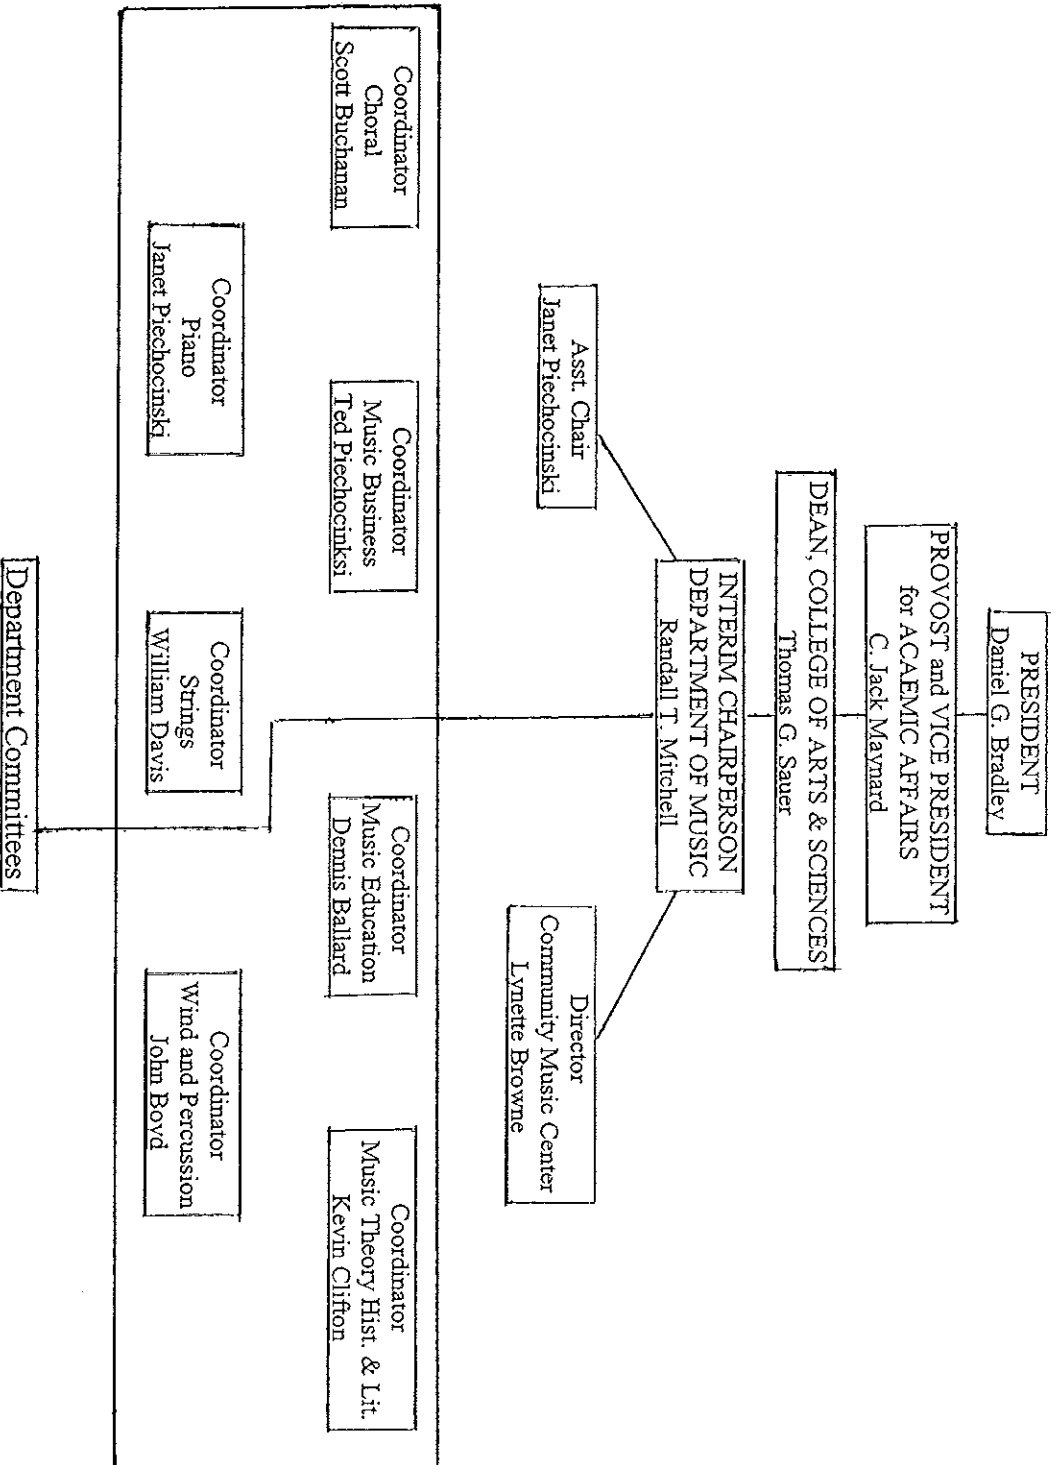 PRESIDENT
Daniel G. Bradley
PROVOST and VICE PRESIDENT
for ACAEMIC AFFAIRS
C. Jack Maynard
DEAN, COLLEGE OF ARTS & SCIENCES
Thomas G. Sauer
INTERIM CHAIRPERSON
DEPARTMENT OF MUSIC
Randall T. Mitchell
Asst. Chair
Janet Piechocinski
Director
Community Music Center
Lynette Browne
Coordinator
Choral
Scott Buchanan
Coordinator
Music Business
Ted Piechocinksi
Coordinator
Music Education
Dennis Ballard
Coordinator
Music Theory Hist. & Lit.
Kevin Clifton
Coordinator
Piano
Janet Piechocinski
Coordinator
Strings
William Davis
Coordinator
Wind and Percussion
John Boyd
Department Committees